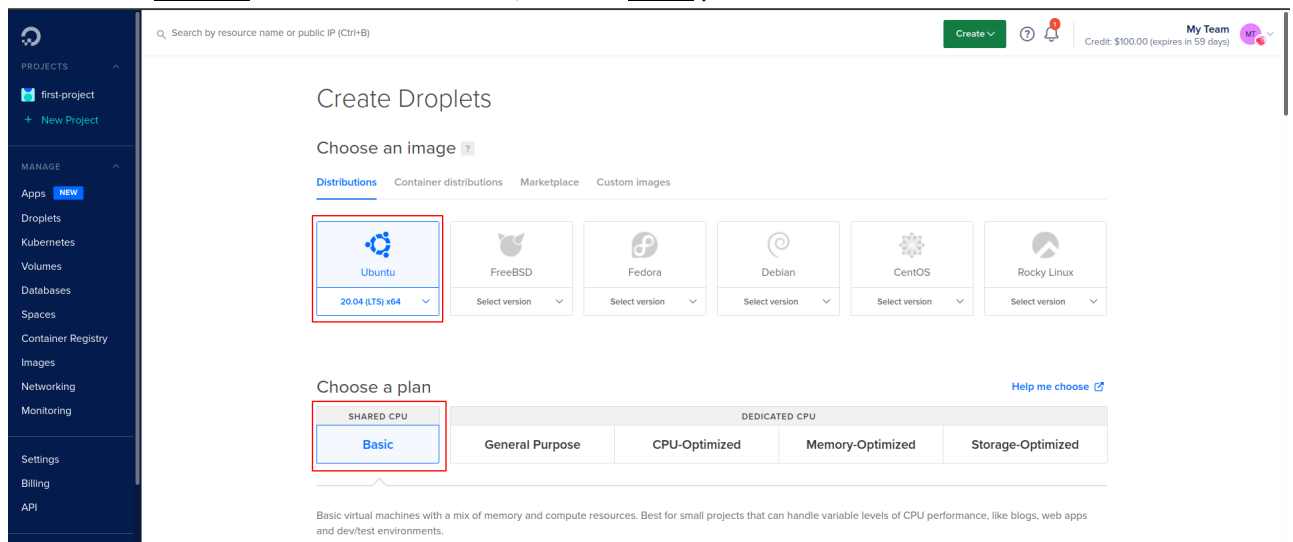 Search by resource name or public IP (Ctrl+B)
Create
?
1
My Team
Credit: $100.00 (expires in 59 days)
MT
PROJECTS
first-project
+ New Project
MANAGE
Apps NEW
Droplets
Kubernetes
Volumes
Databases
Spaces
Container Registry
Images
Networking
Monitoring
Settings
Billing
API
Create Droplets
Choose an image ?
Distributions Container distributions Marketplace Custom images
Ubuntu FreeBSD Fedora Debian CentOS Rocky Linux
20.04 (LTS) x64 Select version Select version Select version Select version Select version
Choose a plan Help me choose
SHARED CPU DEDICATED CPU
Basic General Purpose CPU-Optimized Memory-Optimized Storage-Optimized
Basic virtual machines with a mix of memory and compute resources. Best for small projects that can handle variable levels of CPU performance, like blogs, web apps
and dev/test environments.